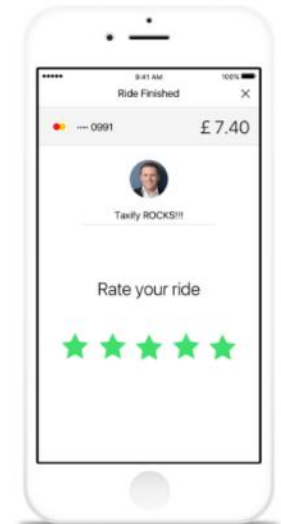 9:41 AM 100%
Ride Finished ×
•••• 0991 £ 7.40
Taxify ROCKS!!!
Rate your ride